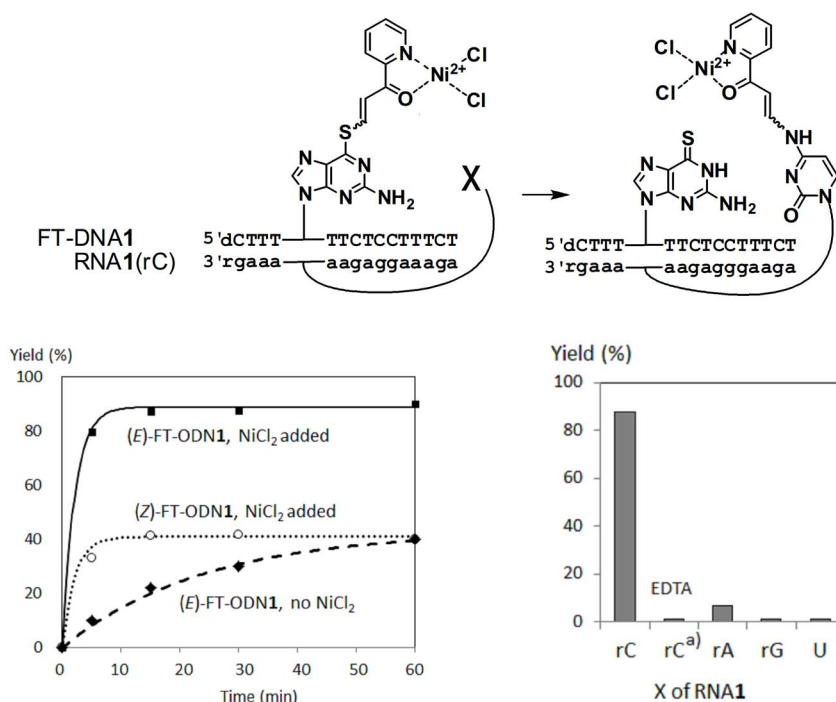 N
Ni2+
Cl
Cl
O
S
N
N
N
N
NH2
X
Cl
Cl
Ni2+
N
O
NH
S
N
NH
N
N
NH2
N
O
N
FT-DNA1
RNA1(rC)
5'dCTTT TTCTCCTTTCT
3'rgaaa aagaggaaaga
5'dCTTT TTCTCCTTTCT
3'rgaaa aagagggaaga
Yield (%)
100
80
60
40
20
0
(E)-FT-ODN1, NiCl2 added
(Z)-FT-ODN1, NiCl2 added
(E)-FT-ODN1, no NiCl2
0 10 20 30 40 50 60
Time (min)
Yield (%)
100
80
60
40
20
0
EDTA
rC rCa) rA rG U
X of RNA1